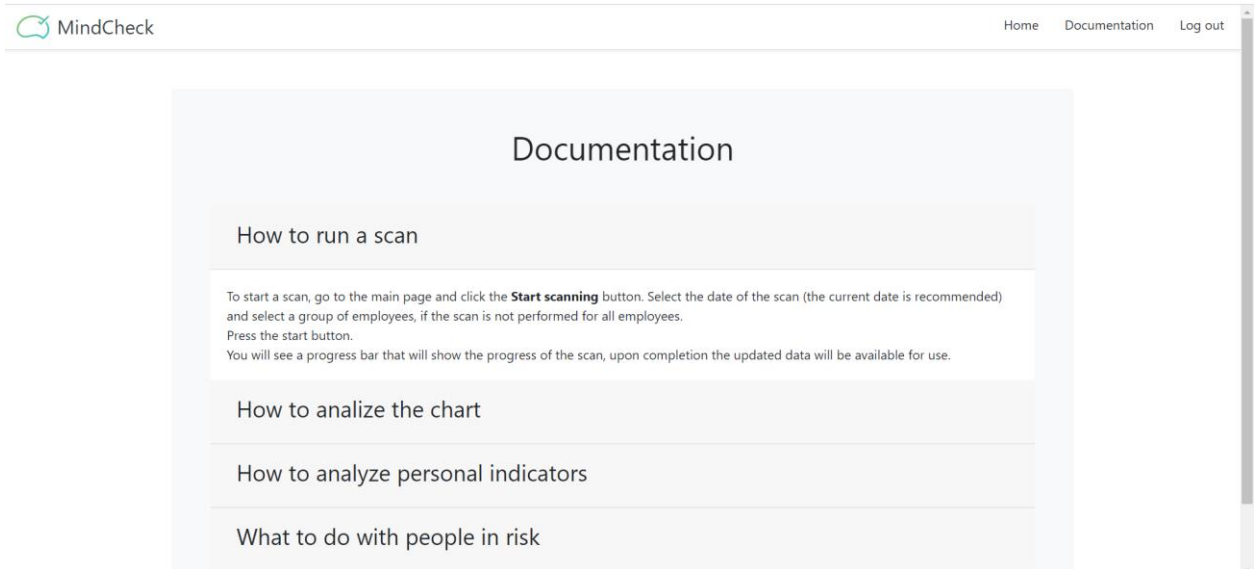 MindCheck
Home Documentation Log out
Documentation
How to run a scan
To start a scan, go to the main page and click the Start scanning button. Select the date of the scan (the current date is recommended)
and select a group of employees, if the scan is not performed for all employees.
Press the start button.
You will see a progress bar that will show the progress of the scan, upon completion the updated data will be available for use.
How to analize the chart
How to analyze personal indicators
What to do with people in risk